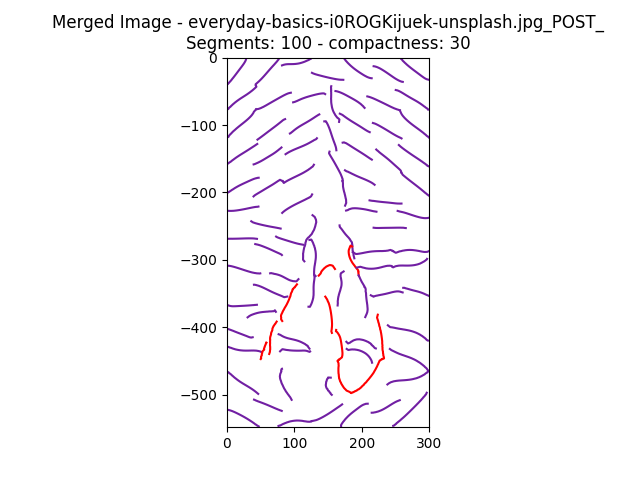 Merged Image - everyday-basics-i0ROGKijuek-unsplash.jpg_POST_
Segments: 100 - compactness: 30
0
−100
−200
−300
−400
−500
0 100 200 300